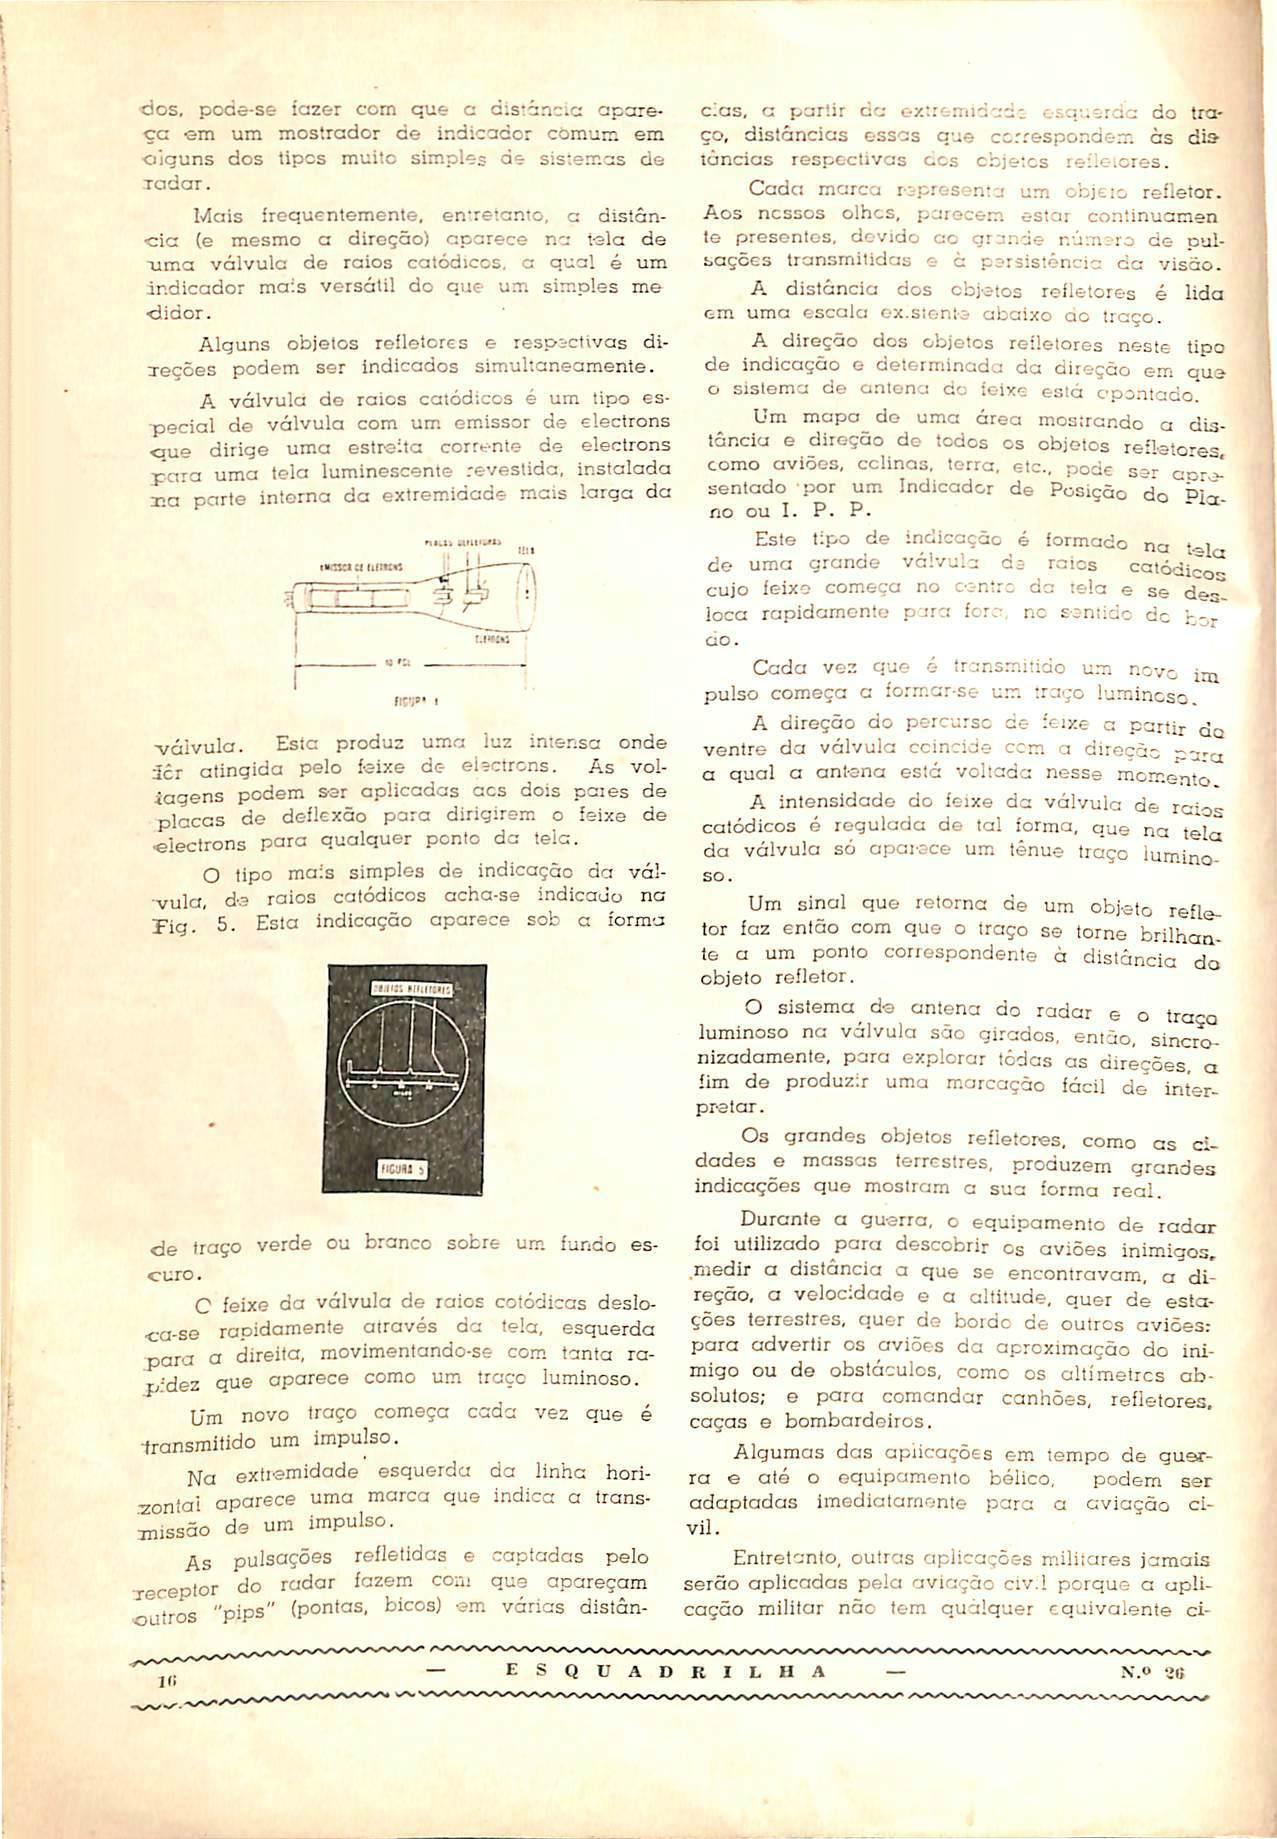 dos, pode-se fazer com que a distância apare-
ça em um mostrador de indicador comum em
alguns dos tipos muito simples de sistemas de
radar.
Mais frequentemente, entretanto, a distân-
cia (e mesmo a direção) aparece na tela de
uma válvula de raios catódicos, a qual é um
indicador mais versátil do que um simples me
didor.
Alguns objetos refletores e respectivas di-
reções podem ser indicados simultaneamente.
A válvula de raios catódicos é um tipo es-
pecial de válvula com um emissor de electrons
que dirige uma estreita corrente de electrons
para uma tela luminescente revestida, instalada
na parte interna da extremidade mais larga da
PLACAS DEFLETORAS
TELA
EMISSOR DE ELETRONS
ELETRONS
10 POL
FIGURA 1
válvula. Esta produz uma luz intensa onde
fôr atingida pelo feixe de electrons. As vol-
tagens podem ser aplicadas aos dois pares de
placas de deflexão para dirigirem o feixe de
electrons para qualquer ponto da tela.
O tipo mais simples de indicação da vál-
vula, de raios catódicos acha-se indicado na
Fig. 5. Esta indicação aparece sob a forma
OBJETOS REFLETORES
MILHAS
FIGURA 5
de traço verde ou branco sobre um fundo es-
curo.
O feixe da válvula de raios cotódicas deslo-
ca-se rapidamente através da tela, esquerda
para a direita, movimentando-se com tanta ra-
pidez que aparece como um traço luminoso.
Um novo traço começa cada vez que é
transmitido um impulso.
Na extremidade esquerda da linha hori-
zontal aparece uma marca que indica a trans-
missão de um impulso.
As pulsações refletidas e captadas pelo
receptor do radar fazem com que apareçam
outros "pips" (pontas, bicos) em várias distân-
cias, a partir da extremidade esquerda do tra-
ço, distâncias essas que correspondem às dis
tâncias respectivas dos objetos refletores.
Cada marca representa um objeto refletor.
Aos nossos olhos, parecem estar continuamen
te presentes, devido ao grande número de pul-
sações transmitidas e à persistência da visão.
A distância dos objetos refletores é lida
em uma escala existente abaixo do traço.
A direção dos objetos refletores neste tipo
de indicação e determinada da direção em que
o sistema de antena do feixe está apontado.
Um mapa de uma área mostrando a dis-
tância e direção de todos os objetos refletores,
como aviões, colinas, terra, etc., pode ser apre-
sentado por um Indicador de Posição do Pla-
no ou I. P. P.
Este tipo de indicação é formado na tela
de uma grande válvula de raios catódicos
cujo feixe começa no centro da tela e se des-
loca rapidamente para fora, no sentido do bor
do.
Cada vez que é transmitido um novo im
pulso começa a formar-se um traço luminoso.
A direção do percurso de feixe a partir do
ventre da válvula coincide com a direção para
a qual a antena está voltada nesse momento.
A intensidade do feixe da válvula de raios
catódicos é regulada de tal forma, que na tela
da válvula só aparece um tênue traço lumino-
so.
Um sinal que retorna de um objeto refle-
tor faz então com que o traço se torne brilhan-
te a um ponto correspondente à distância do
objeto refletor.
O sistema de antena do radar e o traço
luminoso na válvula são girados, então, sincro-
nizadamente, para explorar tôdas as direções, a
fim de produzir uma marcação fácil de inter-
pretar.
Os grandes objetos refletores, como as ci-
dades e massas terrestres, produzem grandes
indicações que mostram a sua forma real.
Durante a guerra, o equipamento de radar
foi utilizado para descobrir os aviões inimigos,
medir a distância a que se encontravam, a di-
reção, a velocidade e a altitude, quer de esta-
ções terrestres, quer de bordo de outros aviões:
para advertir os aviões da aproximação do ini-
migo ou de obstáculos, como os altímetros ab-
solutos; e para comandar canhões, refletores,
caças e bombardeiros.
Algumas das aplicações em tempo de guer-
ra e até o equipamento bélico, podem ser
adaptadas imediatamente para a aviação ci-
vil.
Entretanto, outras aplicações militares jamais
serão aplicadas pela aviação civil porque a apli-
cação militar não tem qualquer equivalente ci-
16 — ESQUADRILHA — N.º 26